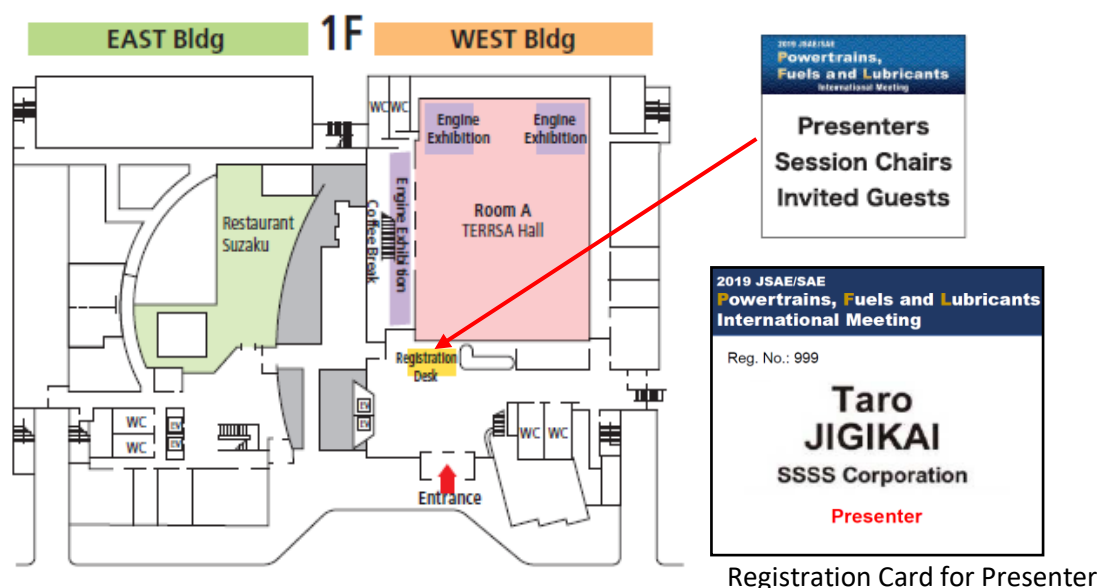 EAST Bldg
1F
WEST Bldg
WC
WC
Engine
Exhibition
Engine
Exhibition
Engine Exhibition
Coffee Break
Restaurant
Suzaku
Room A
TERRSA Hall
Registration
Desk
EV
EV
WC
WC
EV
EV
WC
WC
Entrance
2019 JSAE/SAE
Powertrains,
Fuels and Lubricants
International Meeting
Presenters
Session Chairs
Invited Guests
2019 JSAE/SAE
Powertrains, Fuels and Lubricants
International Meeting
Reg. No.: 999
Taro
JIGIKAI
SSSS Corporation
Presenter
Registration Card for Presenter